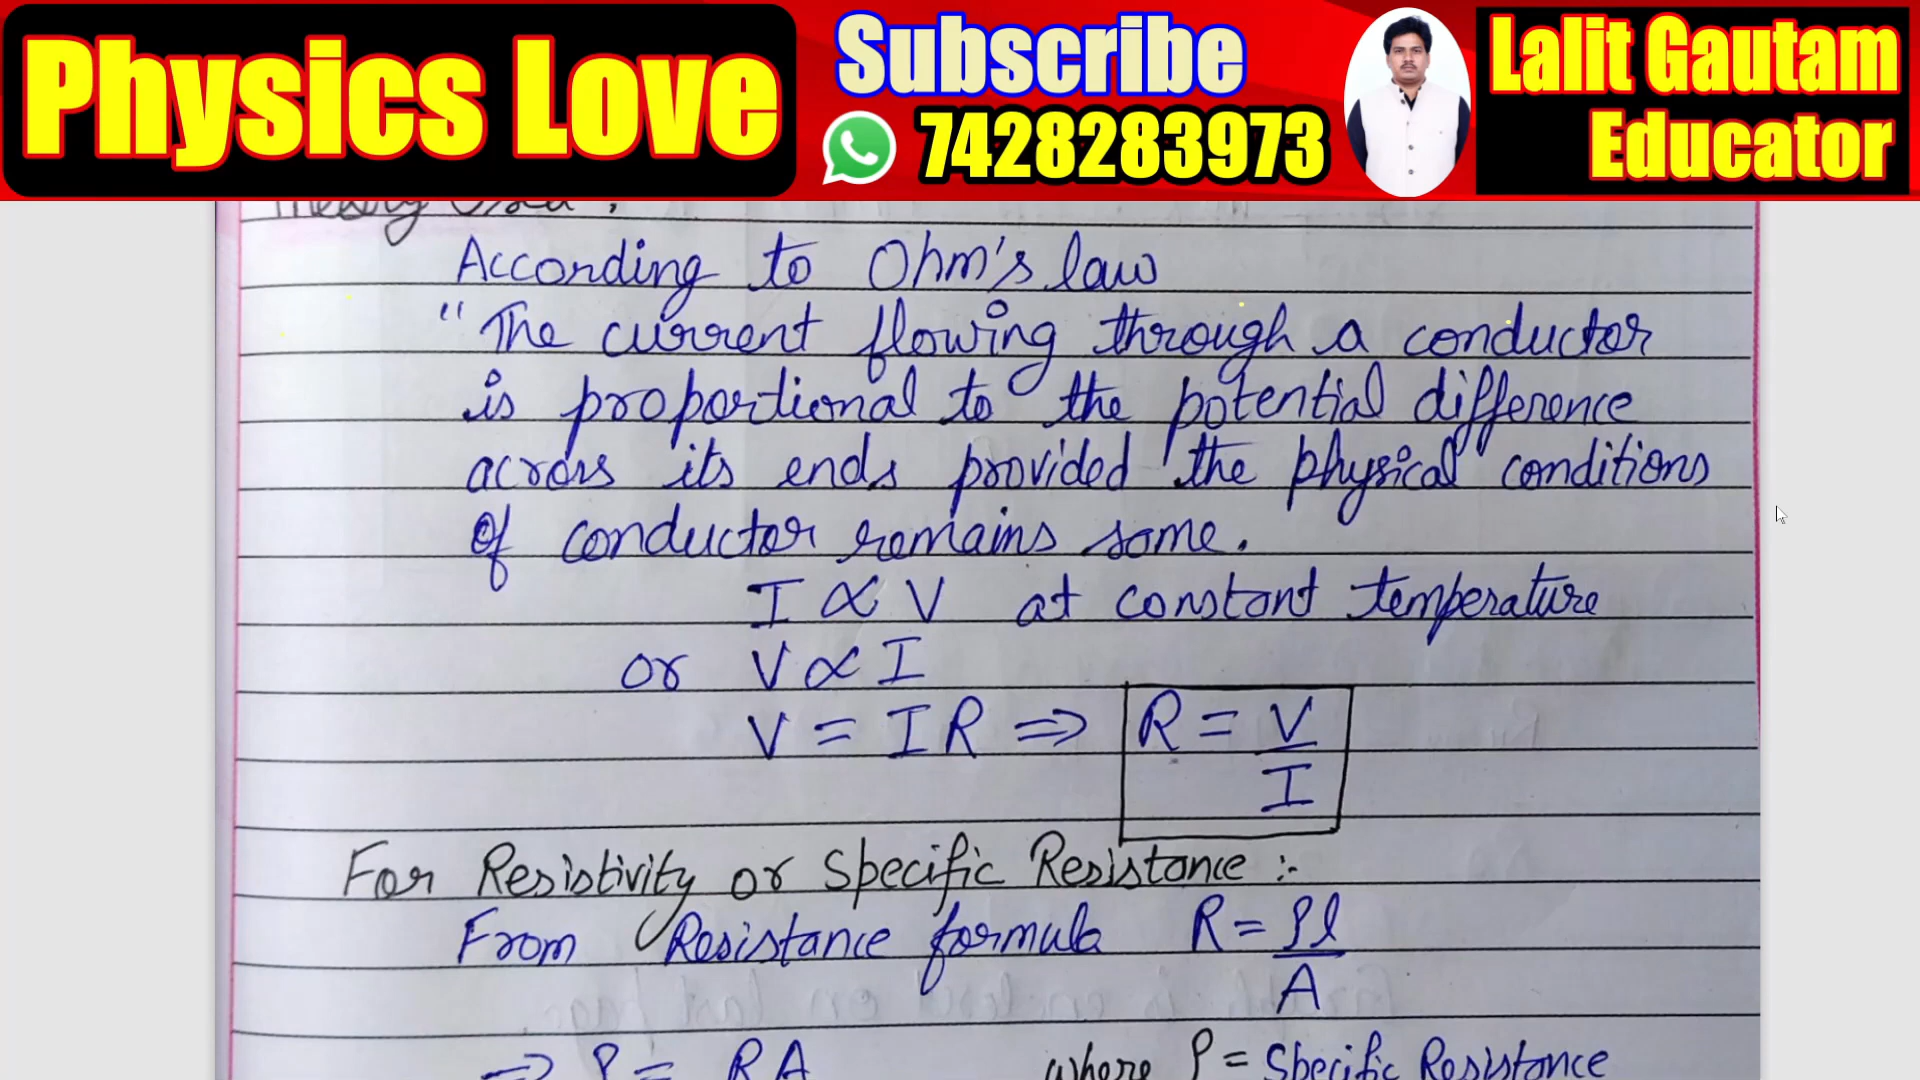 Physics Love
Subscribe
7428283973
Lalit Gautam
Educator
Theory Used :
According to Ohm's law
"The current flowing through a conductor
is proportional to the potential difference
across its ends provided the physical conditions
of conductor remains same.
I ∝ V at constant temperature
or V ∝ I
V = IR ⇒ R = V/I
For Resistivity or Specific Resistance :-
From Resistance formula R = ρl/A
⇒ ρ = RA where ρ = Specific Resistance